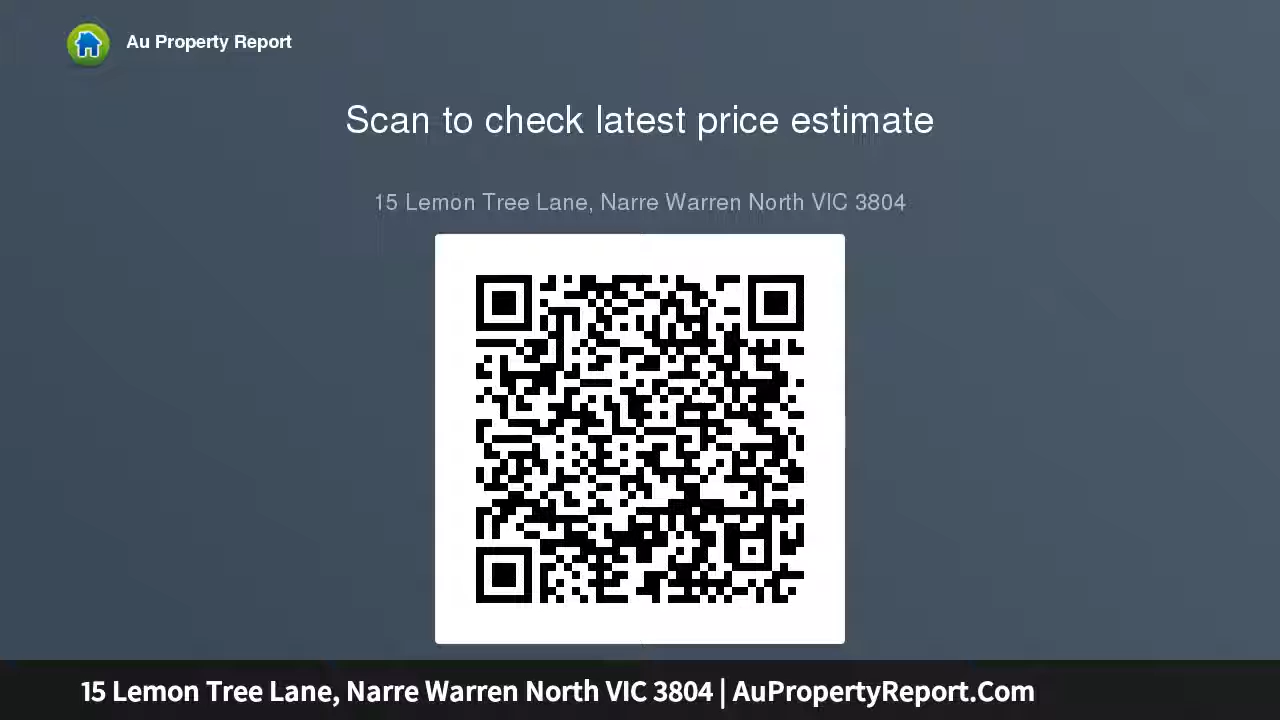 Au Property Report
Scan to check latest price estimate
15 Lemon Tree Lane, Narre Warren North VIC 3804
15 Lemon Tree Lane, Narre Warren North VIC 3804 | AuPropertyReport.Com